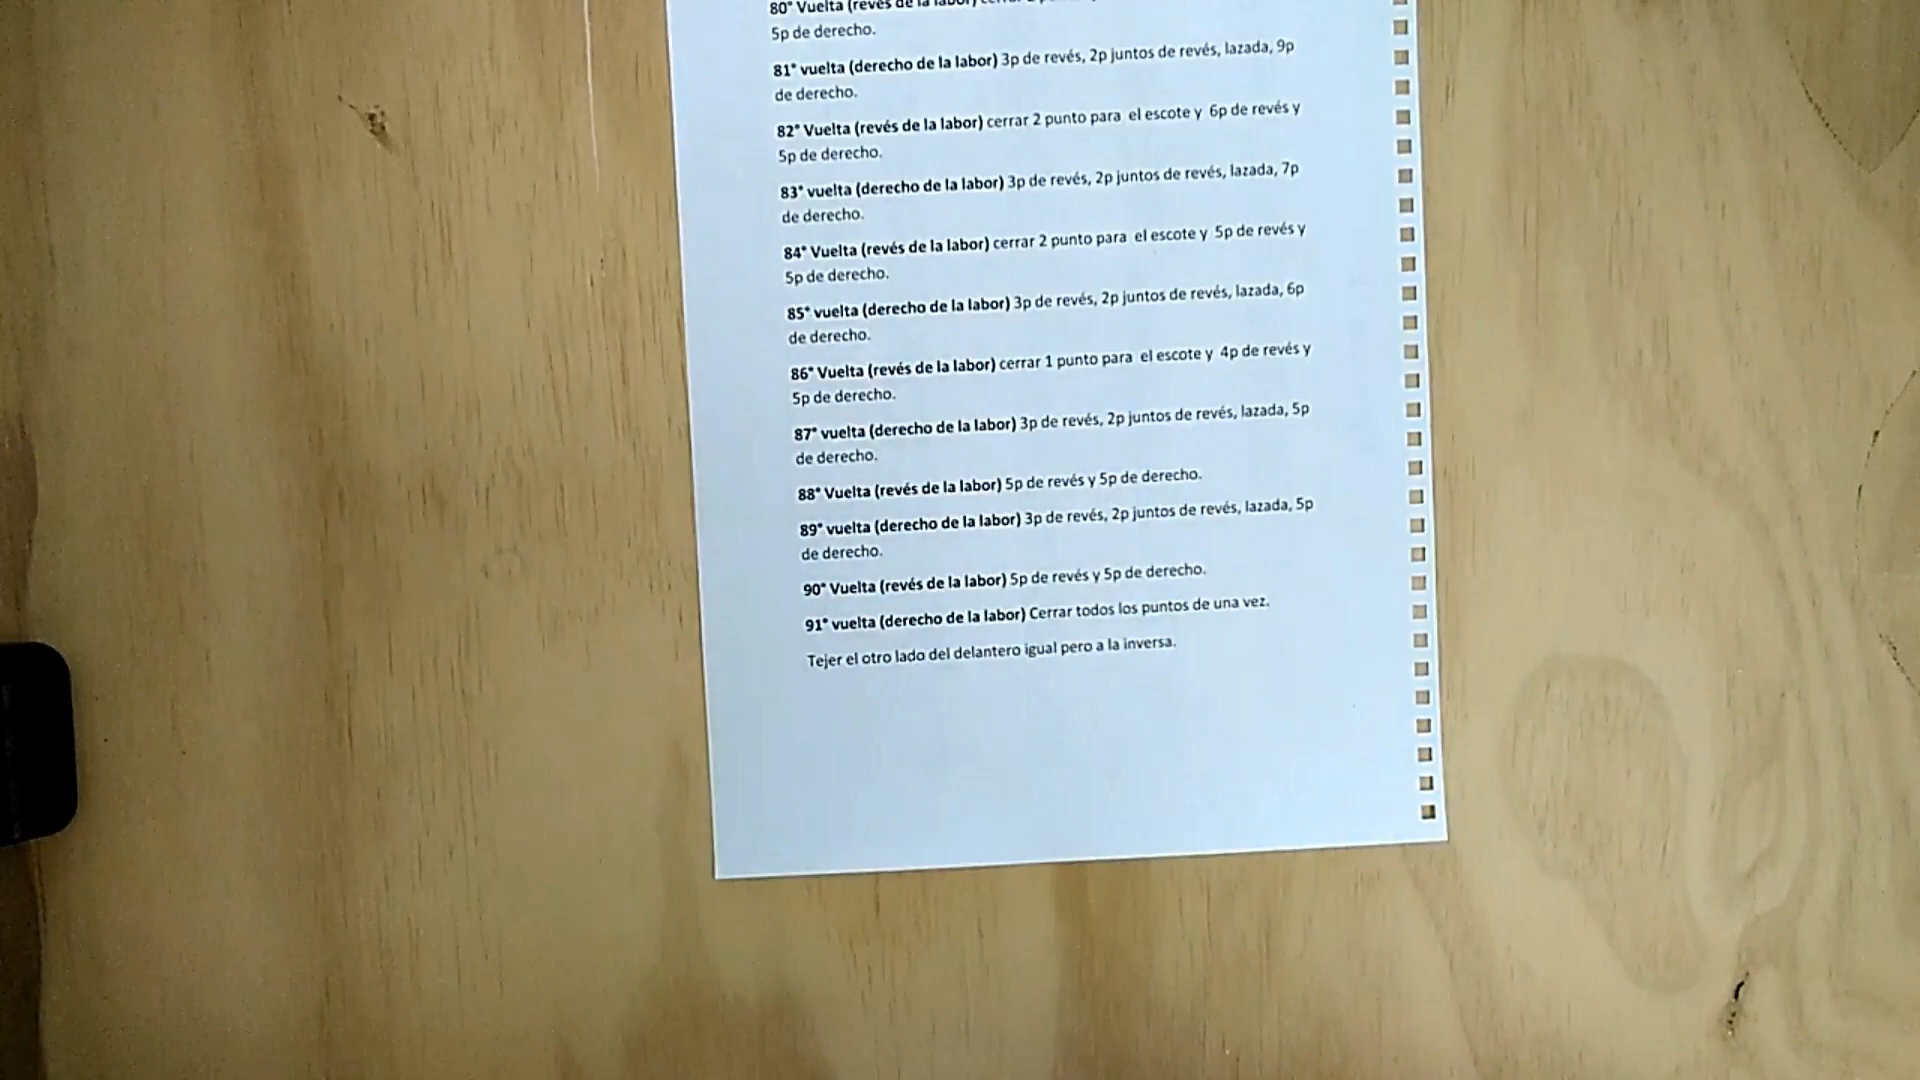 80° Vuelta (revés de la labor)
5p de derecho.
81° vuelta (derecho de la labor) 3p de revés, 2p juntos de revés, lazada, 9p
de derecho.
82° Vuelta (revés de la labor) cerrar 2 punto para el escote y 6p de revés y
5p de derecho.
83° vuelta (derecho de la labor) 3p de revés, 2p juntos de revés, lazada, 7p
de derecho.
84° Vuelta (revés de la labor) cerrar 2 punto para el escote y 5p de revés y
5p de derecho.
85° vuelta (derecho de la labor) 3p de revés, 2p juntos de revés, lazada, 6p
de derecho.
86° Vuelta (revés de la labor) cerrar 1 punto para el escote y 4p de revés y
5p de derecho.
87° vuelta (derecho de la labor) 3p de revés, 2p juntos de revés, lazada, 5p
de derecho.
88° Vuelta (revés de la labor) 5p de revés y 5p de derecho.
89° vuelta (derecho de la labor) 3p de revés, 2p juntos de revés, lazada, 5p
de derecho.
90° Vuelta (revés de la labor) 5p de revés y 5p de derecho.
91° vuelta (derecho de la labor) Cerrar todos los puntos de una vez.
Tejer el otro lado del delantero igual pero a la inversa.